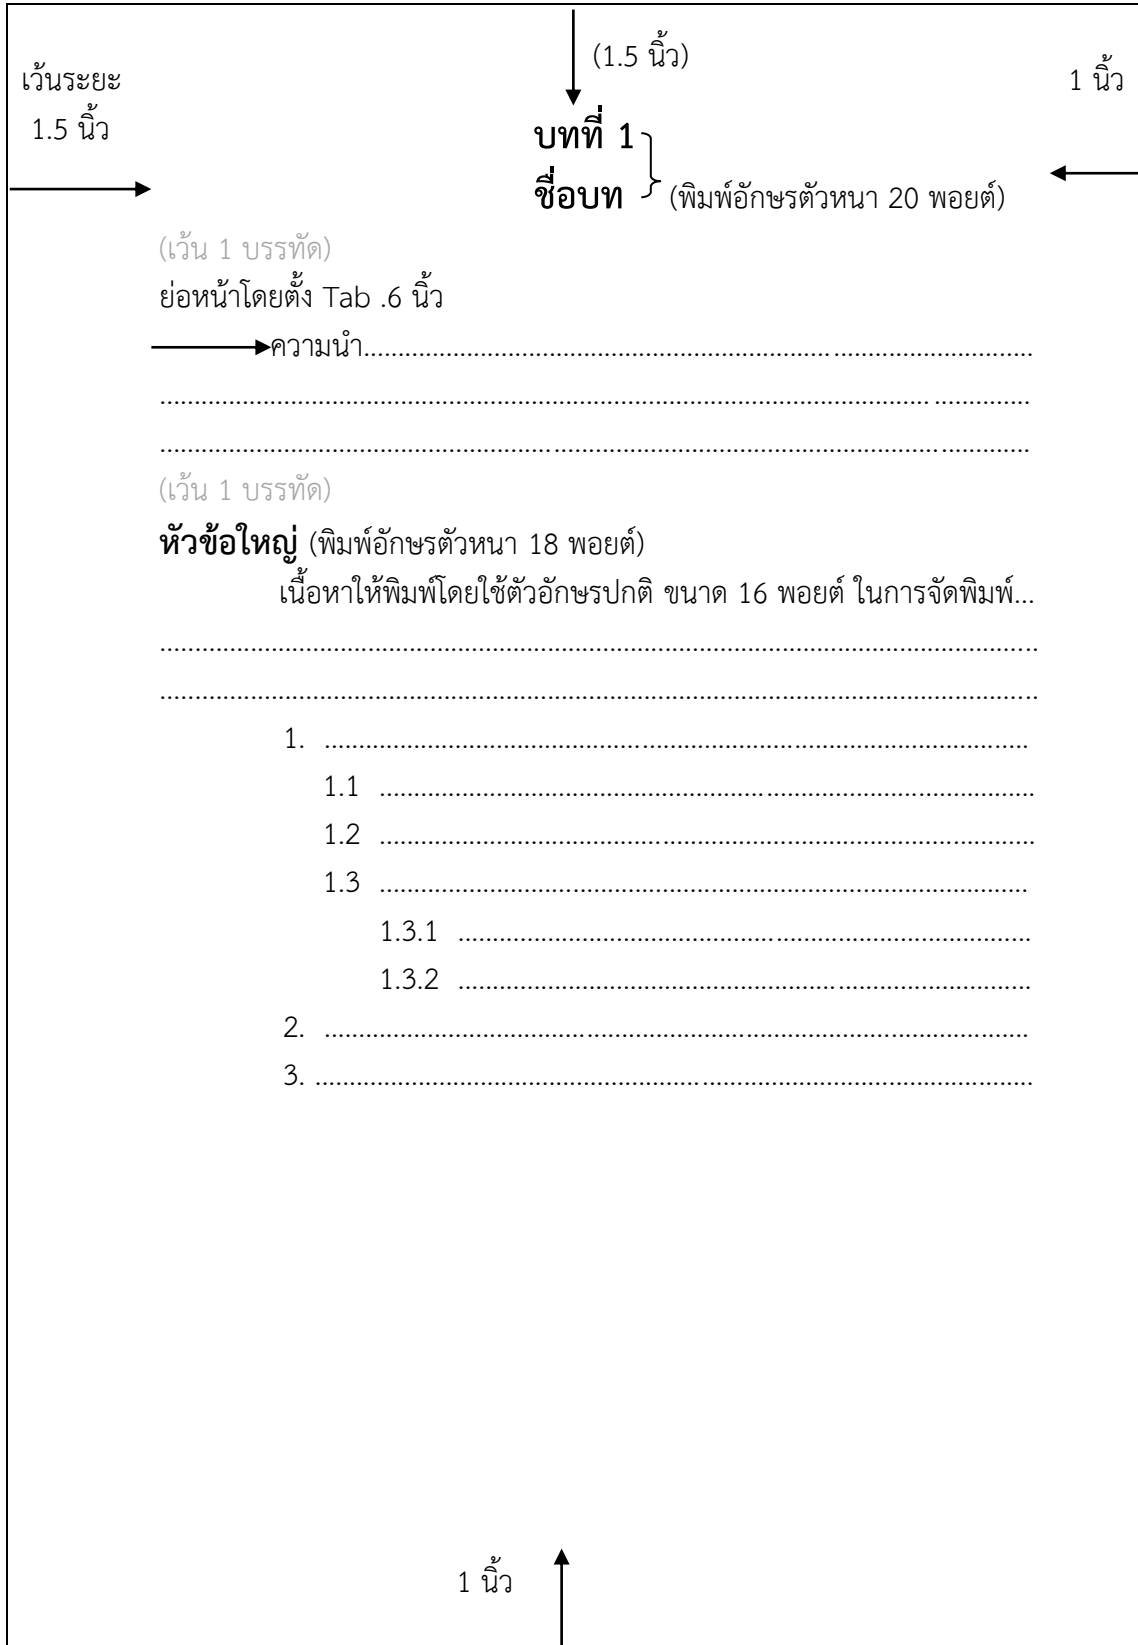 (1.5 นิ้ว)
เว้นระยะ
1.5 นิ้ว
1 นิ้ว
บทที่ 1
ชื่อบท (พิมพ์อักษรตัวหนา 20 พอยต์)
(เว้น 1 บรรทัด)
ย่อหน้าโดยตั้ง Tab .6 นิ้ว
ความนำ................................................................................................
................................................................................................................................
................................................................................................................................
(เว้น 1 บรรทัด)
หัวข้อใหญ่ (พิมพ์อักษรตัวหนา 18 พอยต์)
เนื้อหาให้พิมพ์โดยใช้ตัวอักษรปกติ ขนาด 16 พอยต์ ในการจัดพิมพ์...
................................................................................................................................
................................................................................................................................
1. ......................................................................................................
1.1 ...............................................................................................
1.2 ...............................................................................................
1.3 ...............................................................................................
1.3.1 ...................................................................................
1.3.2 ...................................................................................
2. ......................................................................................................
3. ......................................................................................................
1 นิ้ว